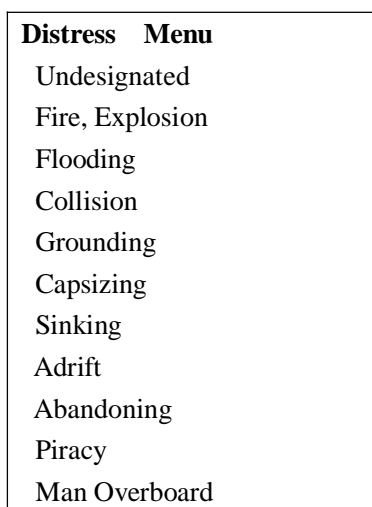 Distress Menu
Undesignated
Fire, Explosion
Flooding
Collision
Grounding
Capsizing
Sinking
Adrift
Abandoning
Piracy
Man Overboard